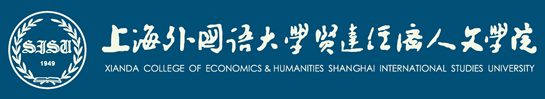 SISU
1949
上海外国语大学贤达经济人文学院
XIANDA COLLEGE OF ECONOMICS & HUMANITIES SHANGHAI INTERNATIONAL STUDIES UNIVERSITY